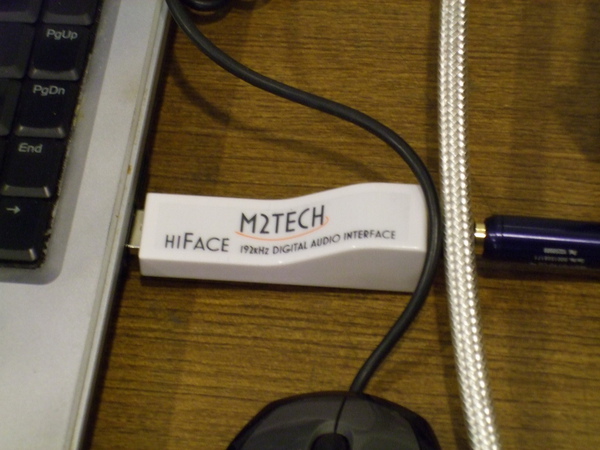 PgUp
PgDn
End
→
M2TECH
HIFACE 192kHz DIGITAL AUDIO INTERFACE